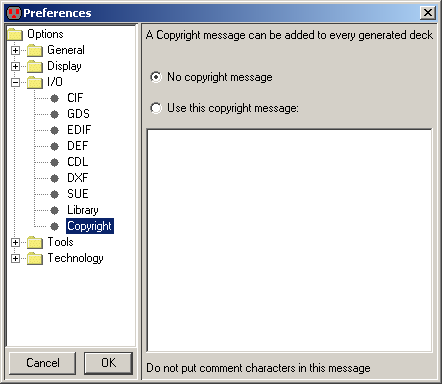 Preferences
Options
General
Display
I/O
CIF
GDS
EDIF
DEF
CDL
DXF
SUE
Library
Copyright
Tools
Technology
Cancel
OK
A Copyright message can be added to every generated deck
No copyright message
Use this copyright message:
Do not put comment characters in this message